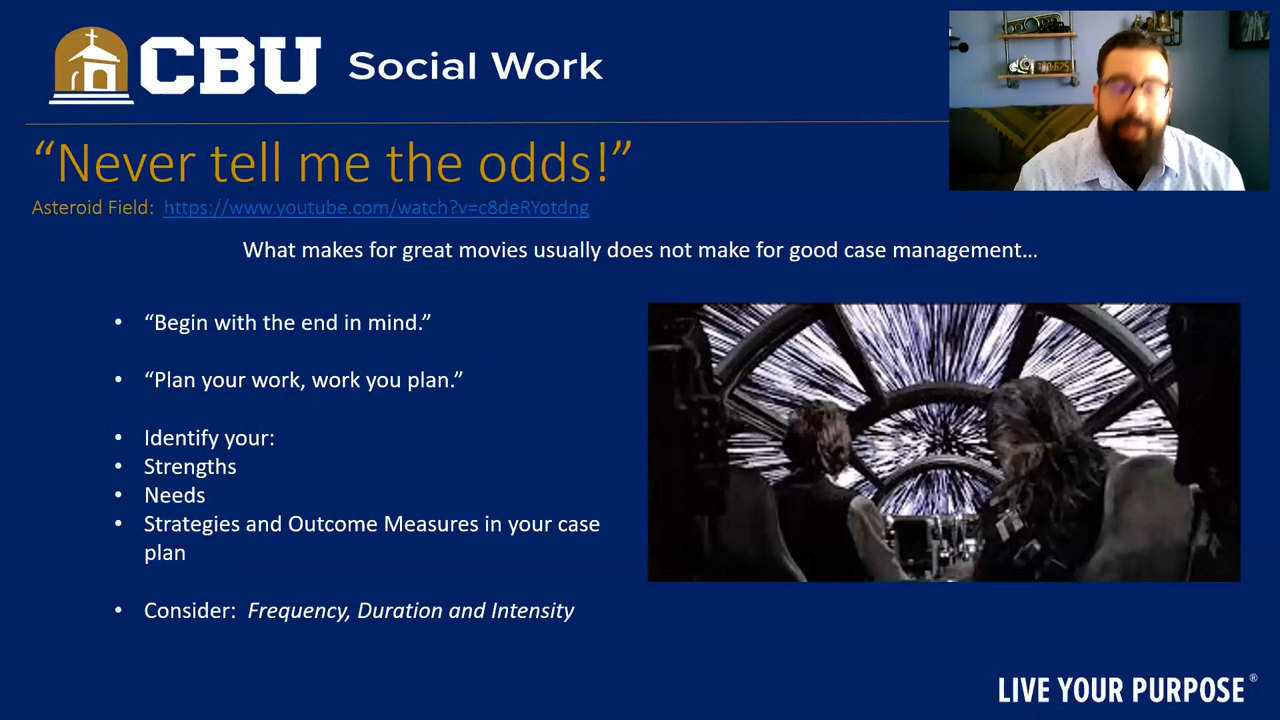 CBU Social Work
“Never tell me the odds!”
Asteroid Field: https://www.youtube.com/watch?v=c8deRYotdng
What makes for great movies usually does not make for good case management…
• “Begin with the end in mind.”
• “Plan your work, work you plan.”
• Identify your:
• Strengths
• Needs
• Strategies and Outcome Measures in your case
plan
• Consider: Frequency, Duration and Intensity
LIVE YOUR PURPOSE®